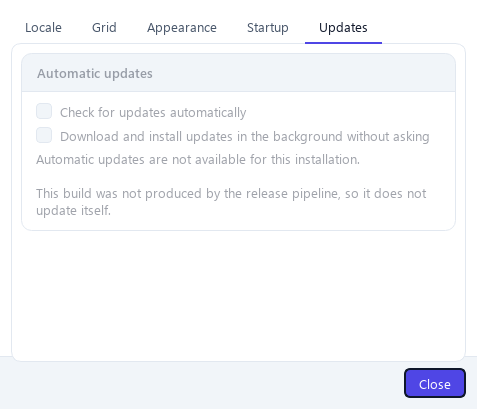 Locale Grid Appearance Startup Updates
Automatic updates
Check for updates automatically
Download and install updates in the background without asking
Automatic updates are not available for this installation.
This build was not produced by the release pipeline, so it does not
update itself.
Close